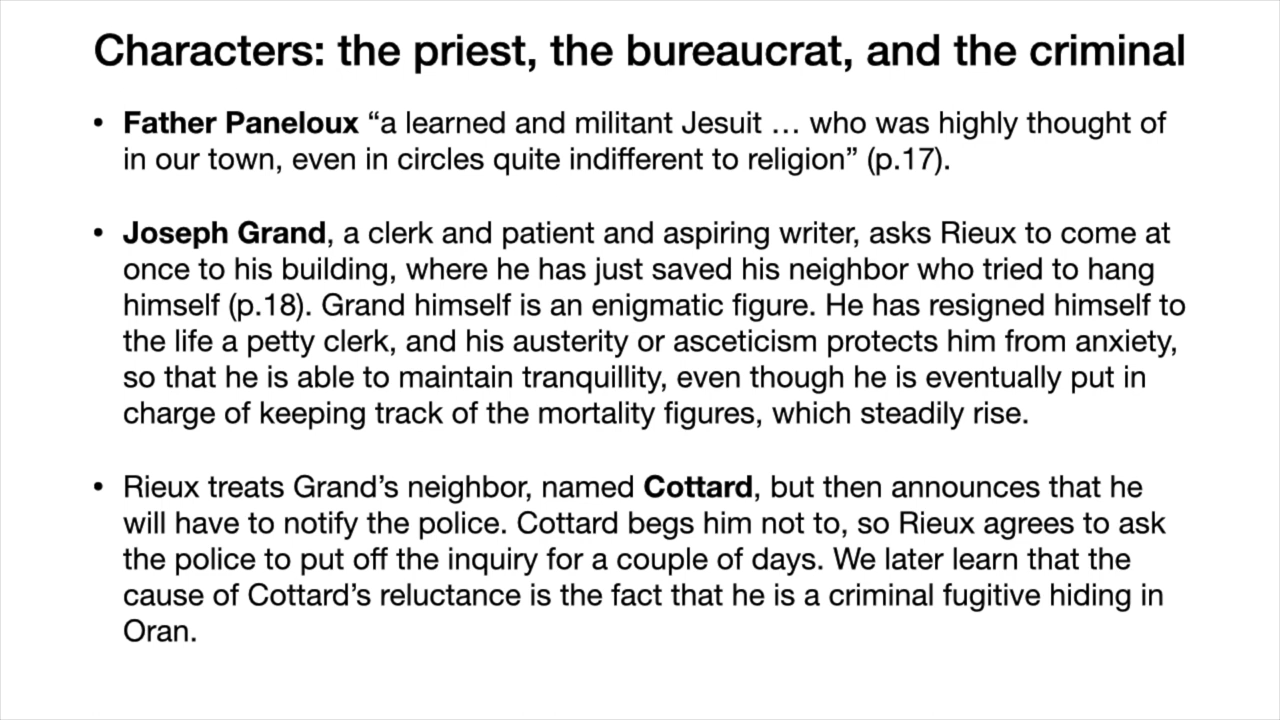 Characters: the priest, the bureaucrat, and the criminal
• Father Paneloux “a learned and militant Jesuit … who was highly thought of
in our town, even in circles quite indifferent to religion” (p.17).
• Joseph Grand, a clerk and patient and aspiring writer, asks Rieux to come at
once to his building, where he has just saved his neighbor who tried to hang
himself (p.18). Grand himself is an enigmatic figure. He has resigned himself to
the life a petty clerk, and his austerity or asceticism protects him from anxiety,
so that he is able to maintain tranquillity, even though he is eventually put in
charge of keeping track of the mortality figures, which steadily rise.
• Rieux treats Grand’s neighbor, named Cottard, but then announces that he
will have to notify the police. Cottard begs him not to, so Rieux agrees to ask
the police to put off the inquiry for a couple of days. We later learn that the
cause of Cottard’s reluctance is the fact that he is a criminal fugitive hiding in
Oran.